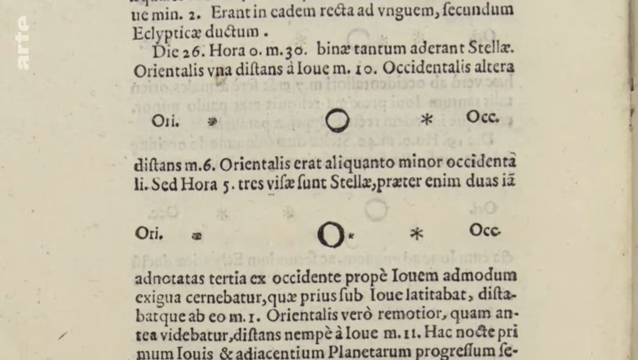 arte
ue min. 2. Erant in eadem recta ad vnguem, secundum
Eclypticæ ductum.
Die 26. Hora 0. m. 30. binæ tantum aderant Stellæ.
Orientalis vna distans à Ioue m. 10. Occidentalis altera
Ori. * O * Occ.
distans m. 6. Orientalis erat aliquanto minor occidentà
li. Sed Hora 5. tres visæ sunt Stellæ, præter enim duas iã
Ori. * O * * Occ.
adnotatas tertia ex occidente propè Iouem admodum
exigua cernebatur, quæ prius sub Ioue latitabat, dista-
batque ab eo m. 1. Orientalis verò remotior, quam an-
tea videbatur, distans nempè à Ioue m. 11. Hac nocte pri
mum Iouis & adiacentium Planetarum progressum se-